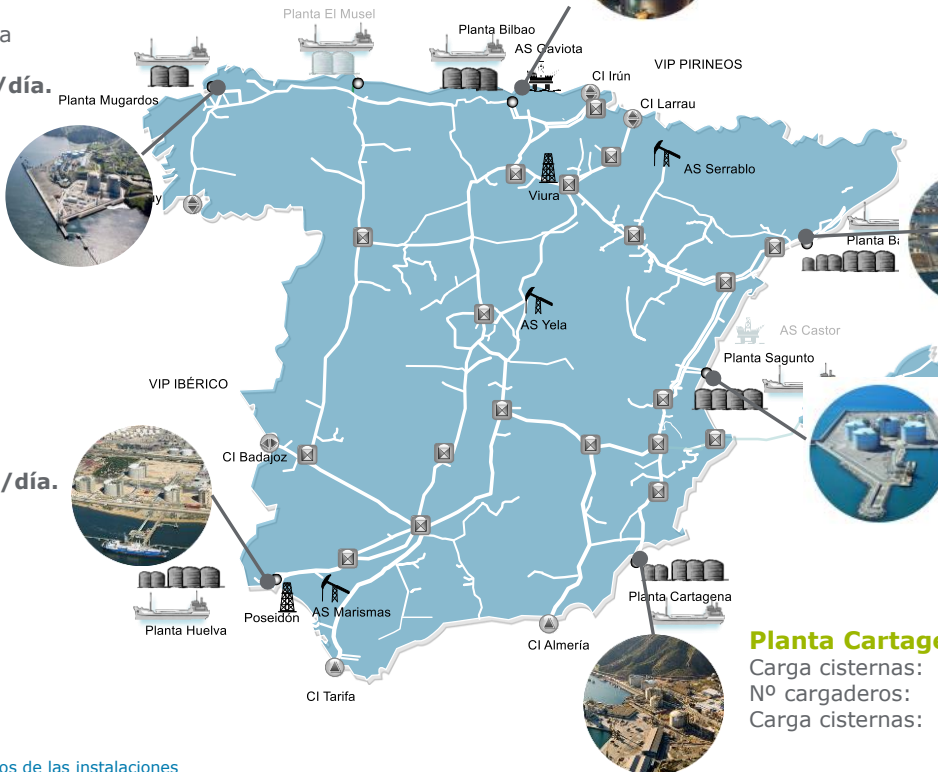 a
Planta El Musel
Planta Bilbao
AS Gaviota
/día.
VIP PIRINEOS
CI Irún
Planta Mugardos
CI Larrau
AS Serrablo
Viura
uy
Planta Ba
AS Yela
AS Castor
Planta Sagunto
VIP IBÉRICO
CI Badajoz
/día.
Planta Cartagena
Poseidón
AS Marismas
Planta Huelva
CI Almería
Planta Cartage
Carga cisternas:
Nº cargaderos:
Carga cisternas:
CI Tarifa
os de las instalaciones